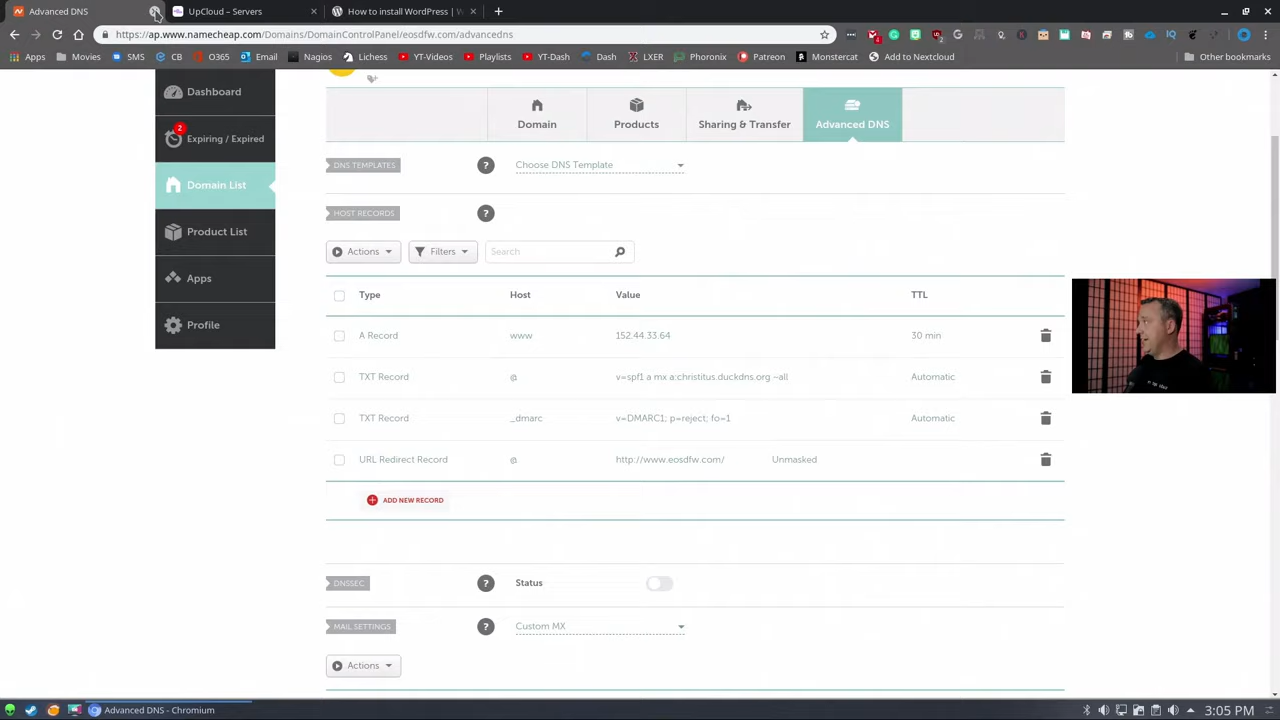 Advanced DNS
UpCloud – Servers
How to install WordPress | W
https://ap.www.namecheap.com/Domains/DomainControlPanel/eosdfw.com/advancedns
Apps Movies SMS CB O365 Email Nagios Lichess YT-Videos Playlists YT-Dash Dash LXER Phoronix Patreon Monstercat Add to Nextcloud Other bookmarks
Dashboard
2
Expiring / Expired
Domain List
Product List
Apps
Profile
Domain Products Sharing & Transfer Advanced DNS
DNS TEMPLATES ? Choose DNS Template
HOST RECORDS ?
Actions Filters Search
Type Host Value TTL
A Record www 152.44.33.64 30 min
TXT Record @ v=spf1 a mx a:christitus.duckdns.org ~all Automatic
TXT Record _dmarc v=DMARC1; p=reject; fo=1 Automatic
URL Redirect Record @ http://www.eosdfw.com/ Unmasked
ADD NEW RECORD
DNSSEC ? Status
MAIL SETTINGS ? Custom MX
Actions
Advanced DNS - Chromium
3:05 PM